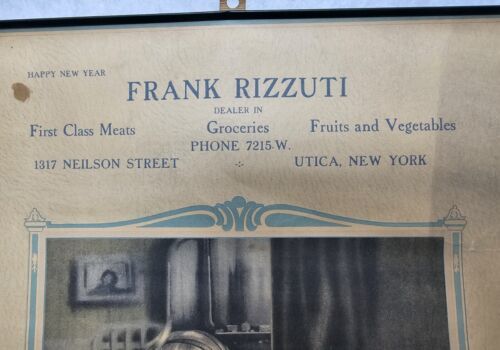 HAPPY NEW YEAR
FRANK RIZZUTI
DEALER IN
First Class Meats Groceries Fruits and Vegetables
PHONE 7215-W.
1317 NEILSON STREET -:- UTICA, NEW YORK